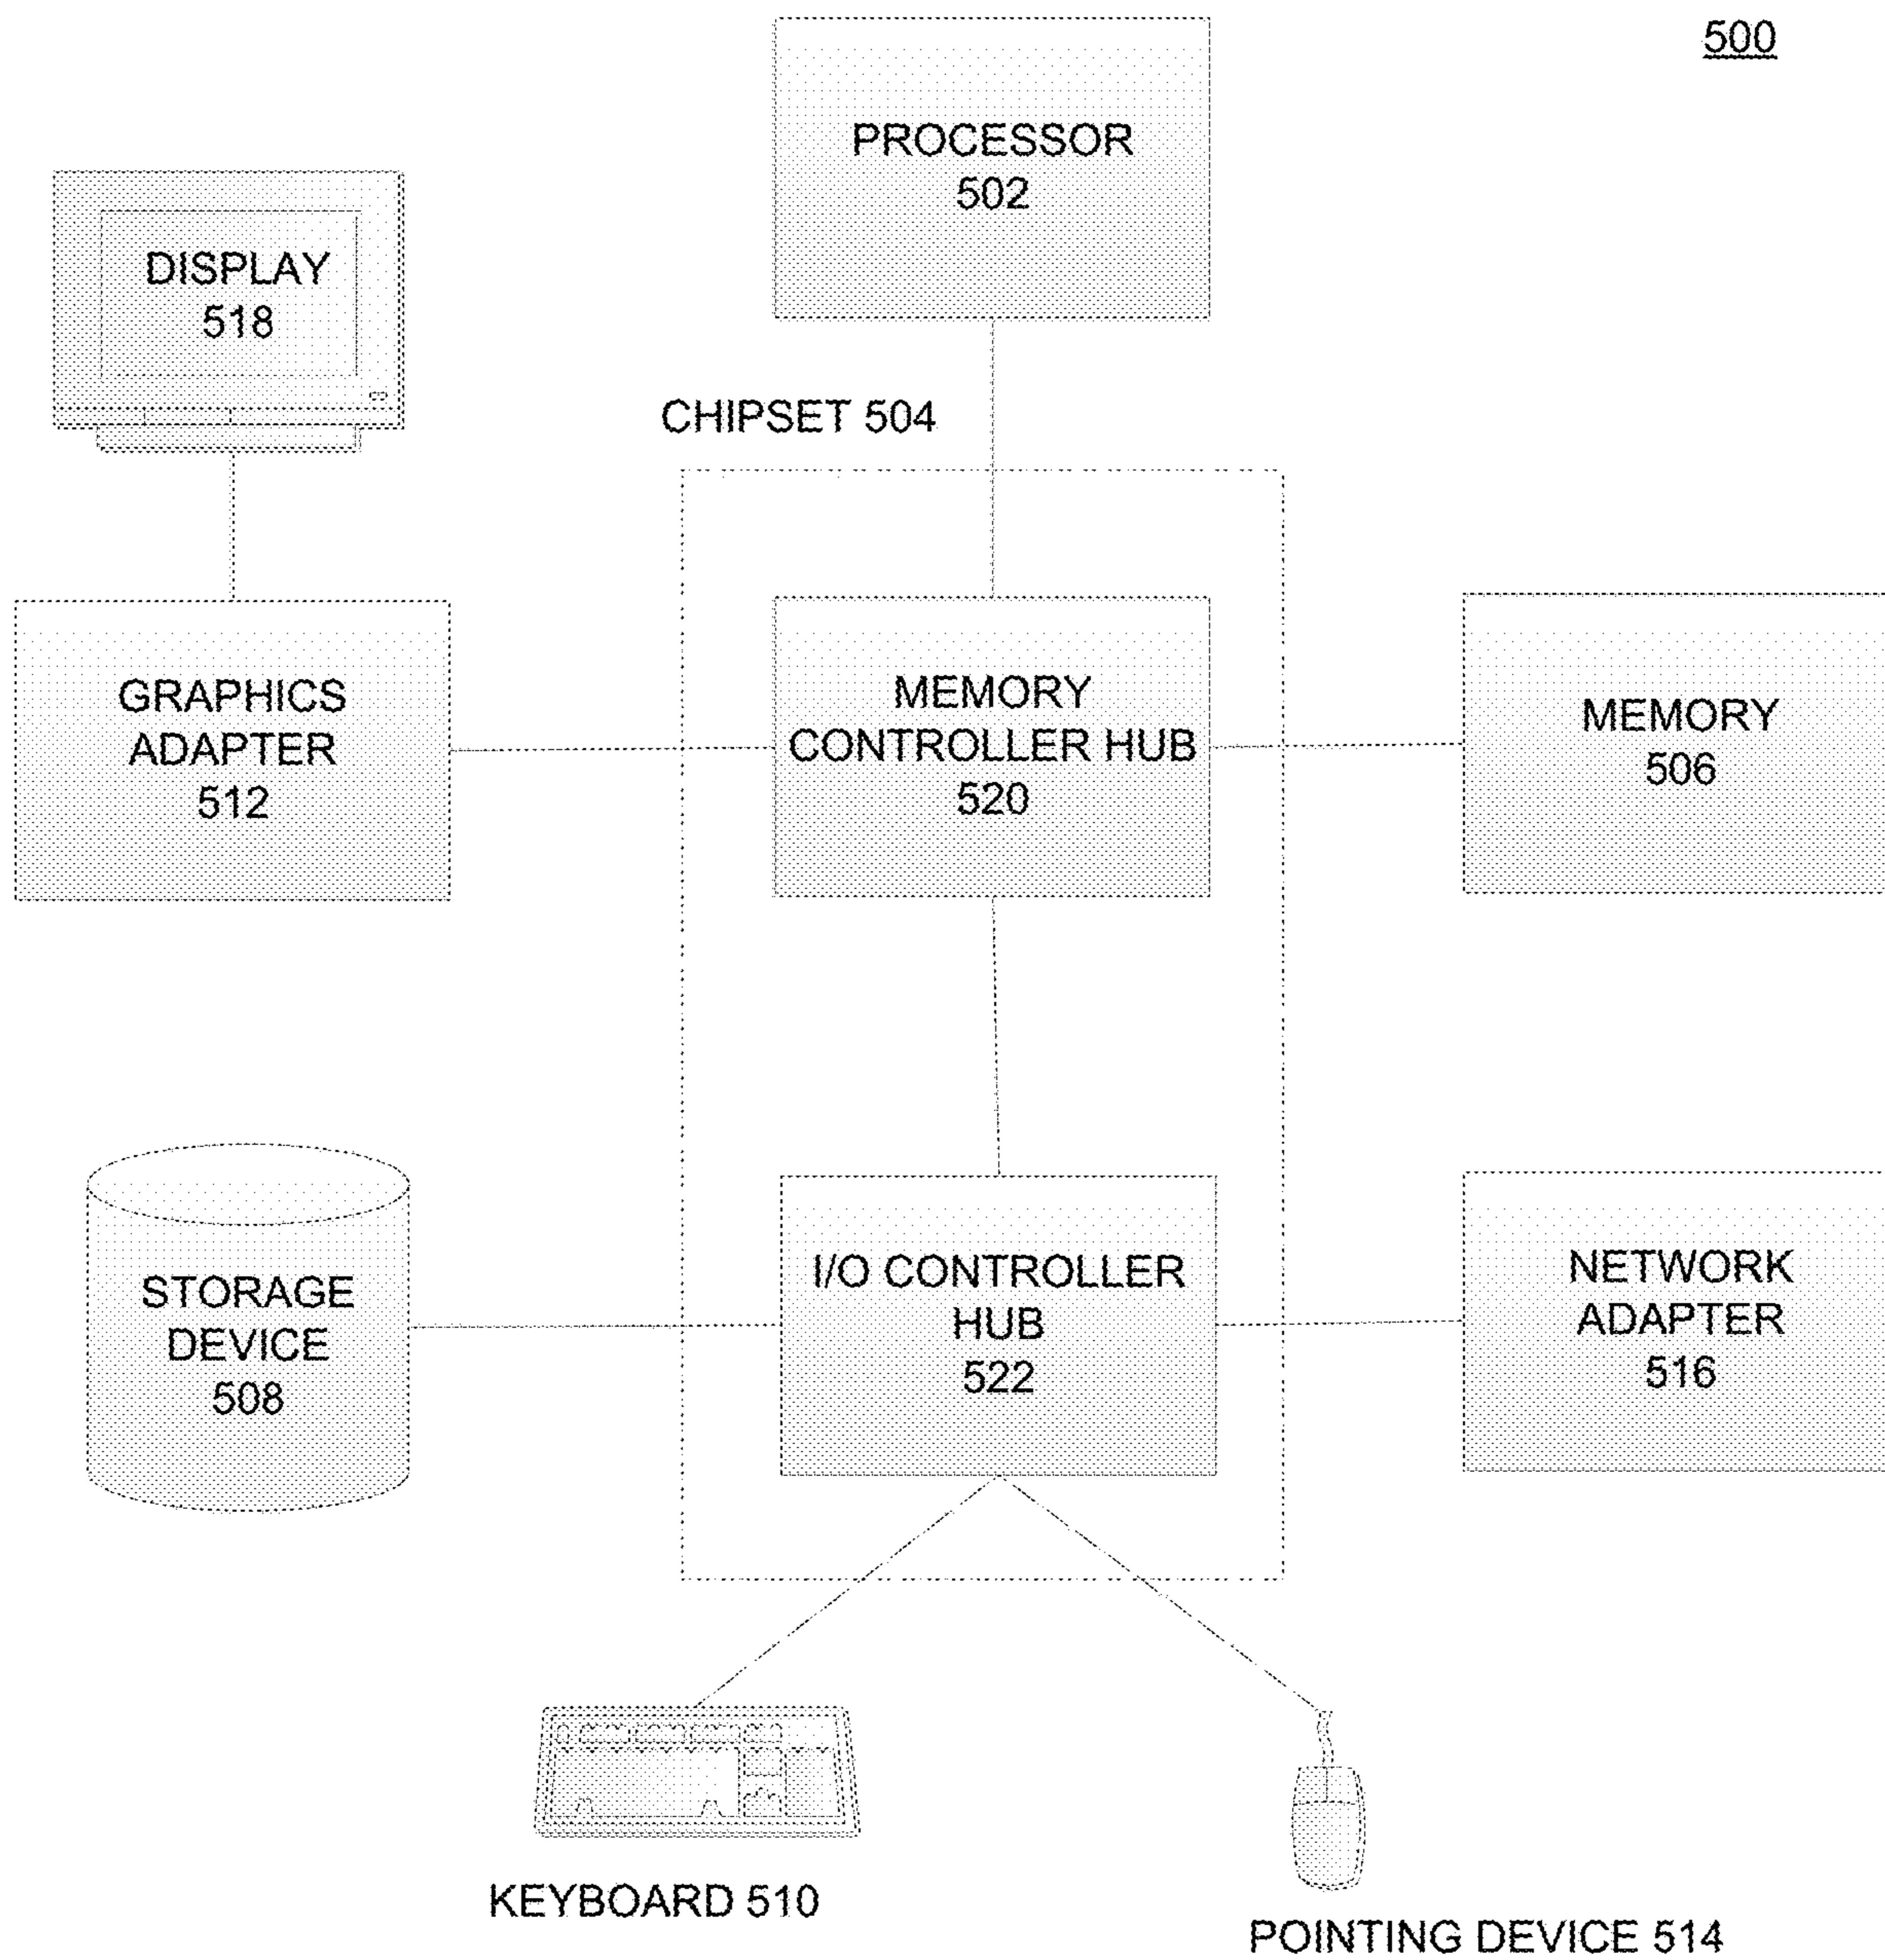 500
PROCESSOR
502
DISPLAY
518
CHIPSET 504
GRAPHICS
ADAPTER
512
MEMORY
CONTROLLER HUB
520
MEMORY
506
STORAGE
DEVICE
508
I/O CONTROLLER
HUB
522
NETWORK
ADAPTER
516
KEYBOARD 510
POINTING DEVICE 514